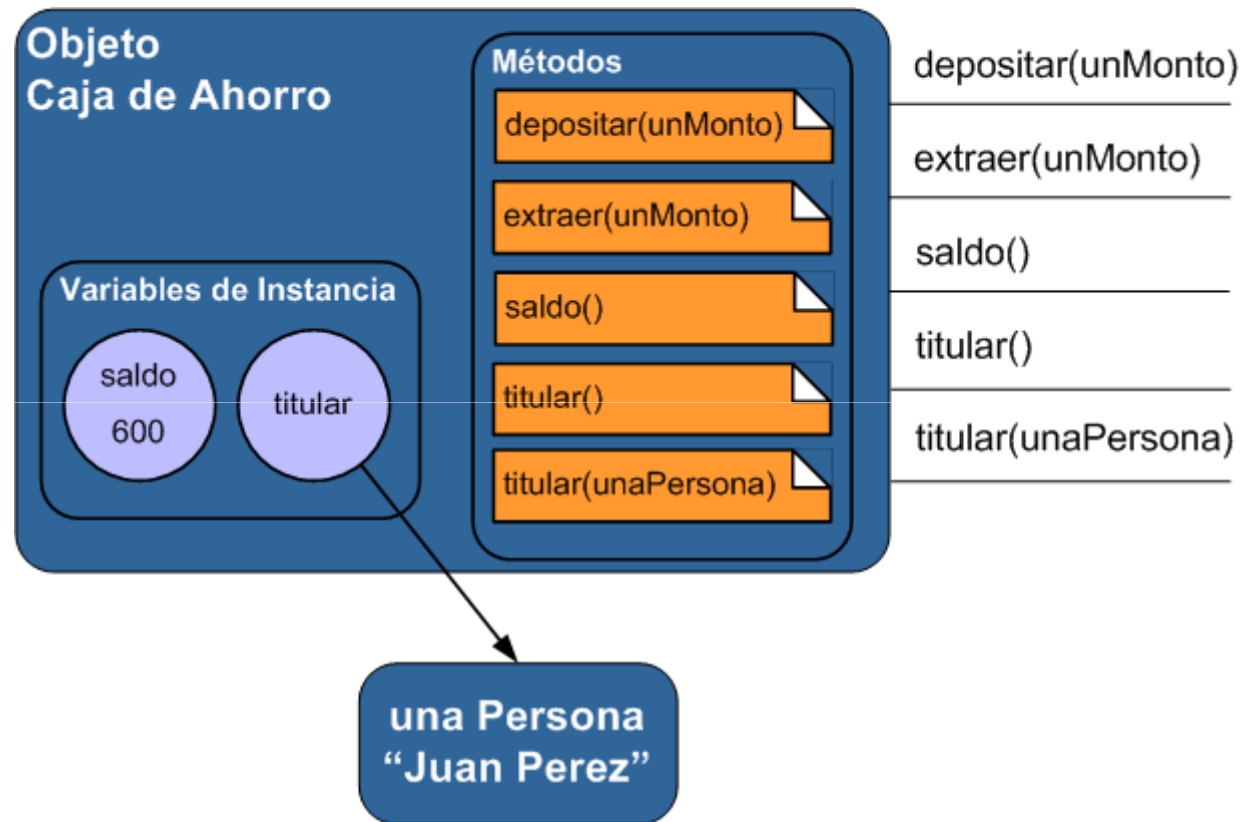 Objeto
Caja de Ahorro
Variables de Instancia
saldo
600
titular
Métodos
depositar(unMonto)
extraer(unMonto)
saldo()
titular()
titular(unaPersona)
depositar(unMonto)
extraer(unMonto)
saldo()
titular()
titular(unaPersona)
una Persona
“Juan Perez”